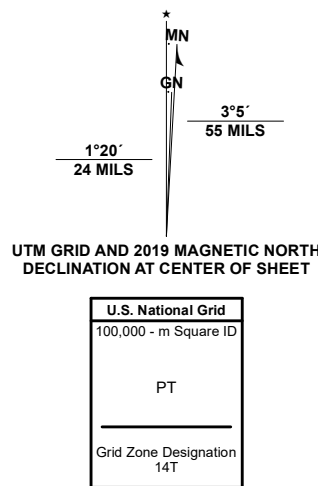 ★
MN
GN
3°5´
55 MILS
1°20´
24 MILS
UTM GRID AND 2019 MAGNETIC NORTH
DECLINATION AT CENTER OF SHEET
U.S. National Grid
100,000 - m Square ID
PT
Grid Zone Designation
14T